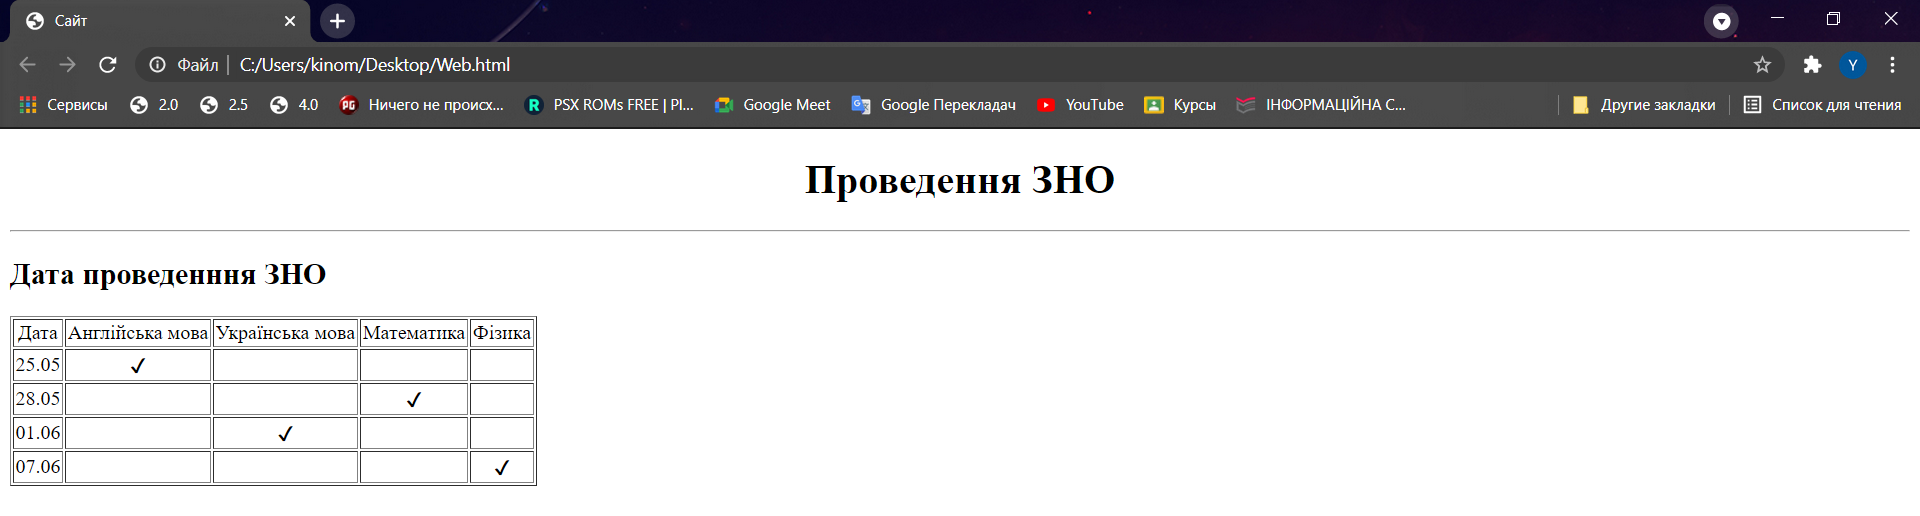 Сайт
Файл | C:/Users/kinom/Desktop/Web.html
Y
Сервисы 2.0 2.5 4.0 Ничего не происх... PSX ROMs FREE | Pl... Google Meet Google Перекладач YouTube Курсы ІНФОРМАЦІЙНА С... Другие закладки Список для чтения
Проведення ЗНО
Дата проведенння ЗНО
Дата Англійська мова Українська мова Математика Фізика
25.05 ✓
28.05 ✓
01.06 ✓
07.06 ✓